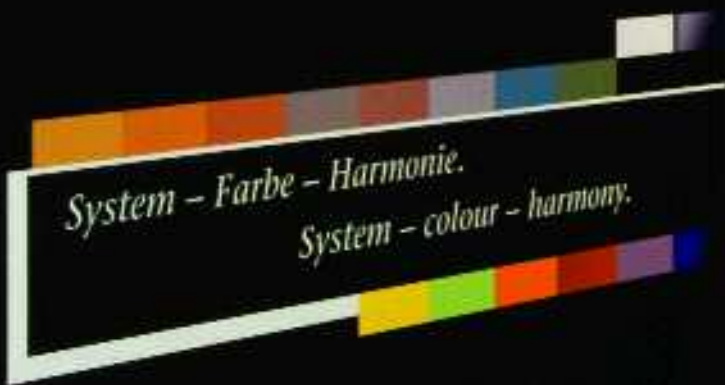 System – Farbe – Harmonie.
System – colour – harmony.